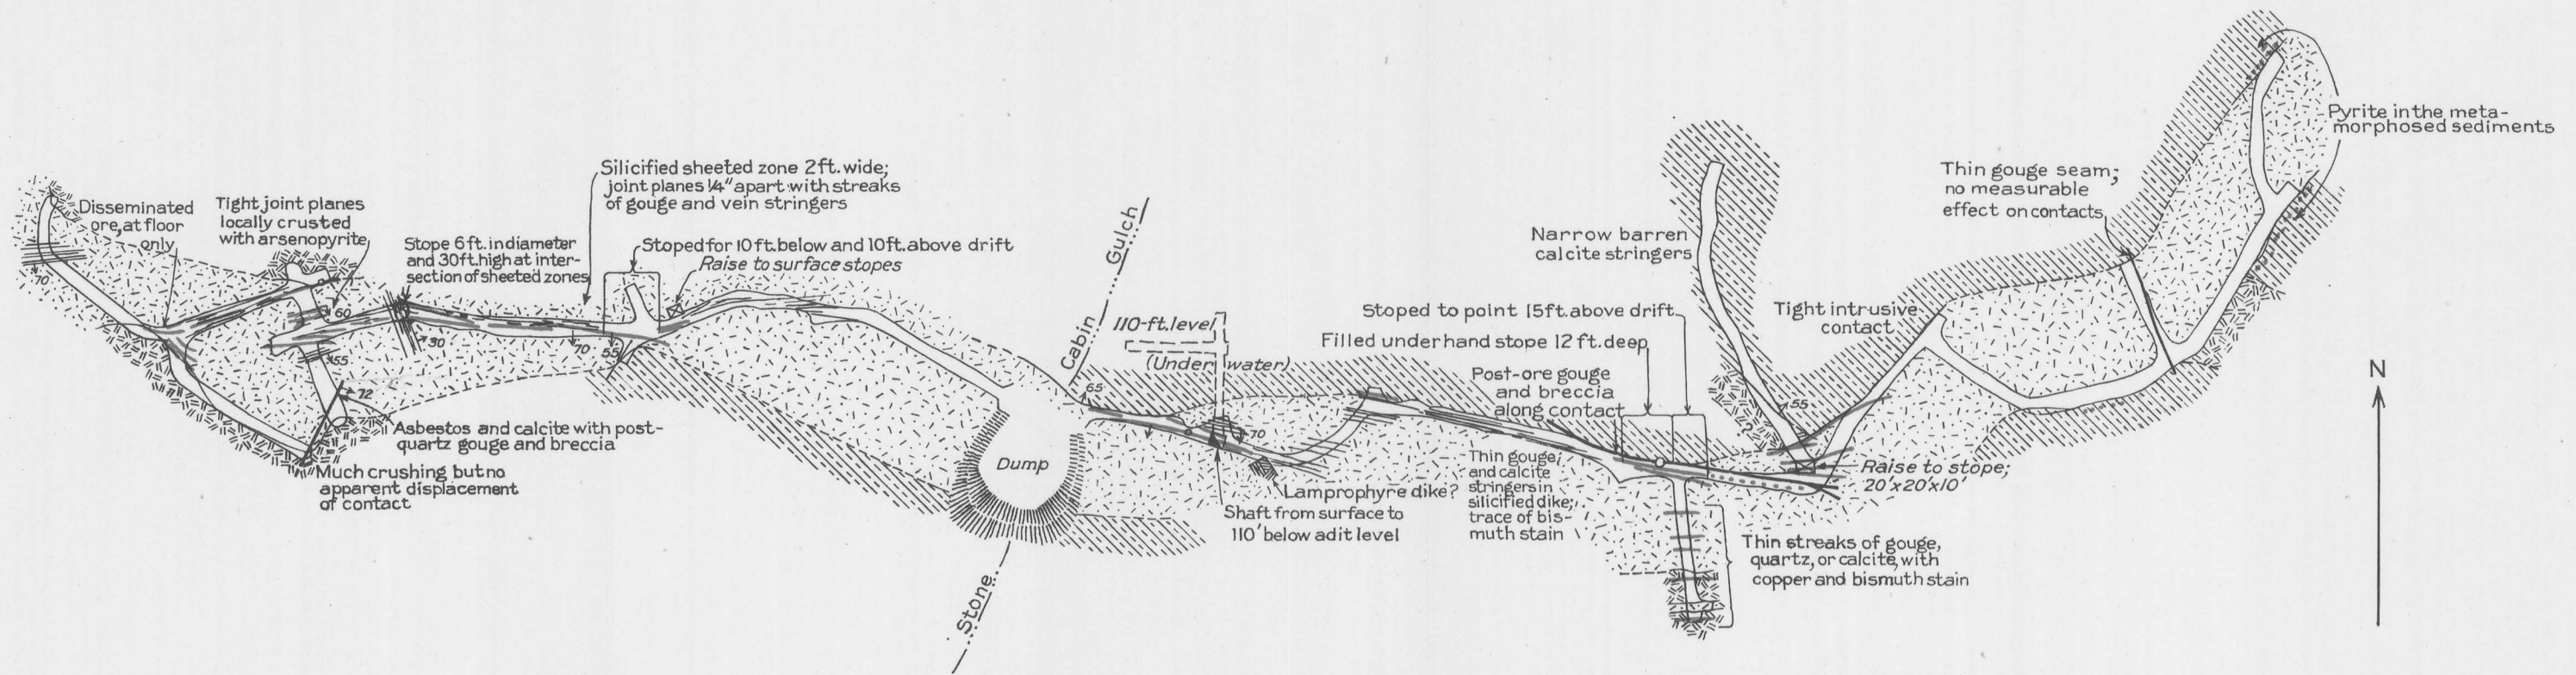 Disseminated
ore, at floor
only
Tight joint planes
locally crusted
with arsenopyrite
Stope 6 ft. in diameter
and 30 ft. high at inter-
section of sheeted zones
Silicified sheeted zone 2 ft. wide;
joint planes 1/4" apart with streaks
of gouge and vein stringers
Stoped for 10 ft. below and 10 ft. above drift
Raise to surface stopes
70
60
30
70
55
55
72
Asbestos and calcite with post-
quartz gouge and breccia
Much crushing but no
apparent displacement
of contact
Stone
Cabin
Gulch
Dump
110-ft. level
(Under water)
65
70
Lamprophyre dike?
Shaft from surface to
110' below adit level
Stoped to point 15 ft. above drift
Filled underhand stope 12 ft. deep
Post-ore gouge
and breccia
along contact
Thin gouge,
and calcite
stringers in
silicified dike;
trace of bis-
muth stain
Narrow barren
calcite stringers
Tight intrusive
contact
55
Raise to stope;
20'x20'x10'
Thin streaks of gouge,
quartz, or calcite, with
copper and bismuth stain
Thin gouge seam;
no measurable
effect on contacts
Pyrite in the meta-
morphosed sediments
N